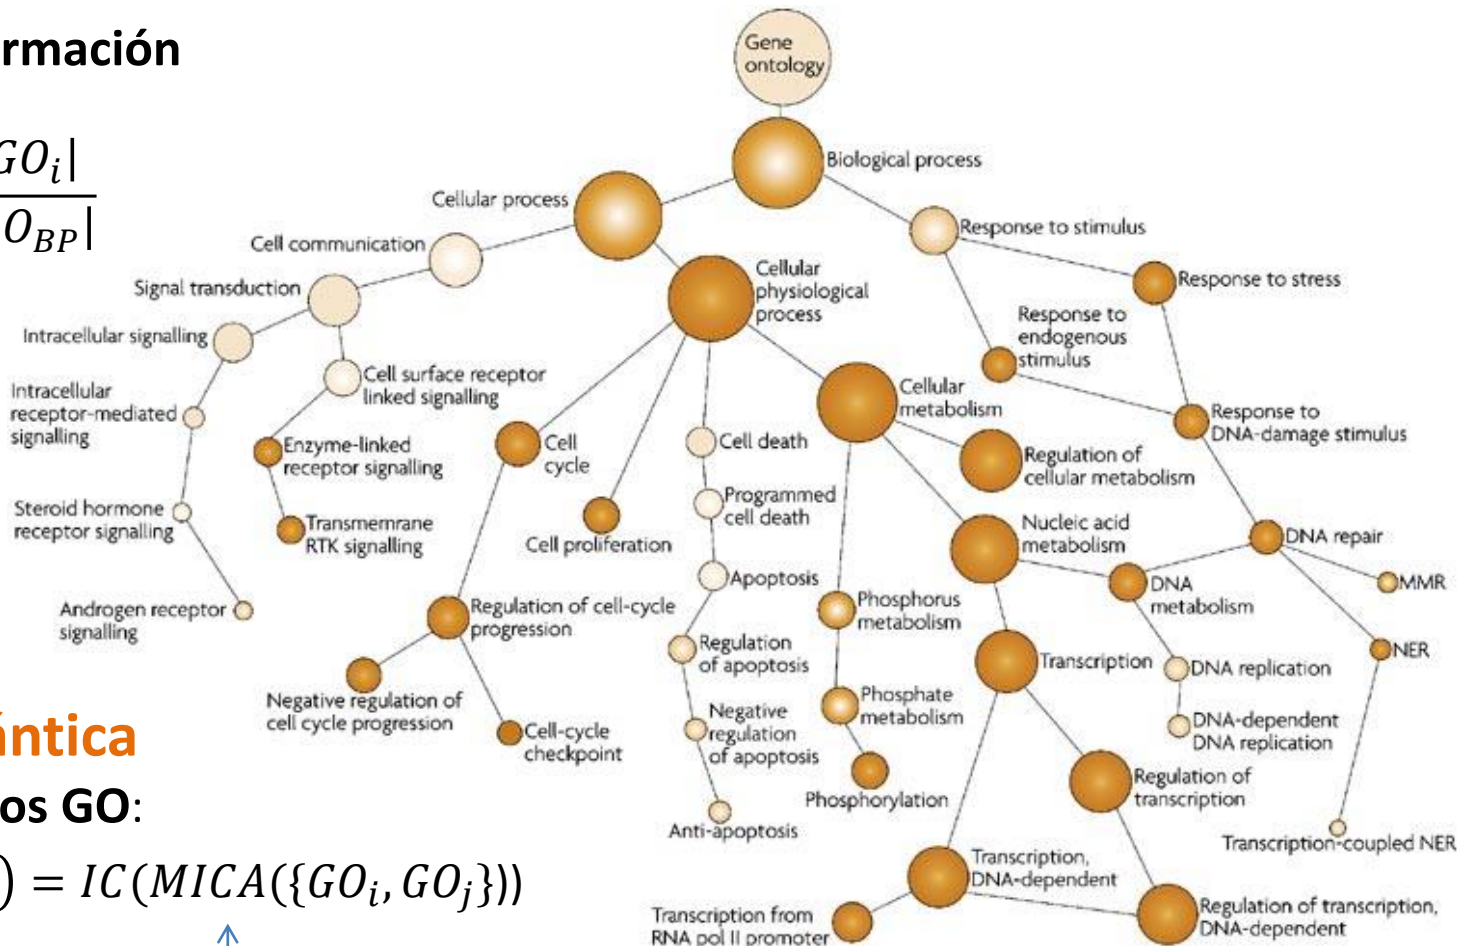 rmación
GO_i|
O_{BP}|
ántica
os GO:
) = IC(MICA({GO_i, GO_j}))
Gene
ontology
Biological process
Cellular process
Cell communication
Signal transduction
Intracellular signalling
Intracellular
receptor-mediated
signalling
Steroid hormone
receptor signalling
Androgen receptor
signalling
Cell surface receptor
linked signalling
Enzyme-linked
receptor signalling
Transmemrane
RTK signalling
Cellular
physiological
process
Cell
cycle
Cell proliferation
Regulation of cell-cycle
progression
Negative regulation of
cell cycle progression
Cell-cycle
checkpoint
Cell death
Programmed
cell death
Apoptosis
Regulation
of apoptosis
Negative
regulation
of apoptosis
Anti-apoptosis
Cellular
metabolism
Regulation of
cellular metabolism
Nucleic acid
metabolism
Phosphorus
metabolism
Phosphate
metabolism
Phosphorylation
Transcription
Regulation of
transcription
Transcription,
DNA-dependent
Transcription from
RNA pol II promoter
Regulation of transcription,
DNA-dependent
DNA
metabolism
DNA replication
DNA-dependent
DNA replication
Response to stimulus
Response to stress
Response to
endogenous
stimulus
Response to
DNA-damage stimulus
DNA repair
MMR
NER
Transcription-coupled NER